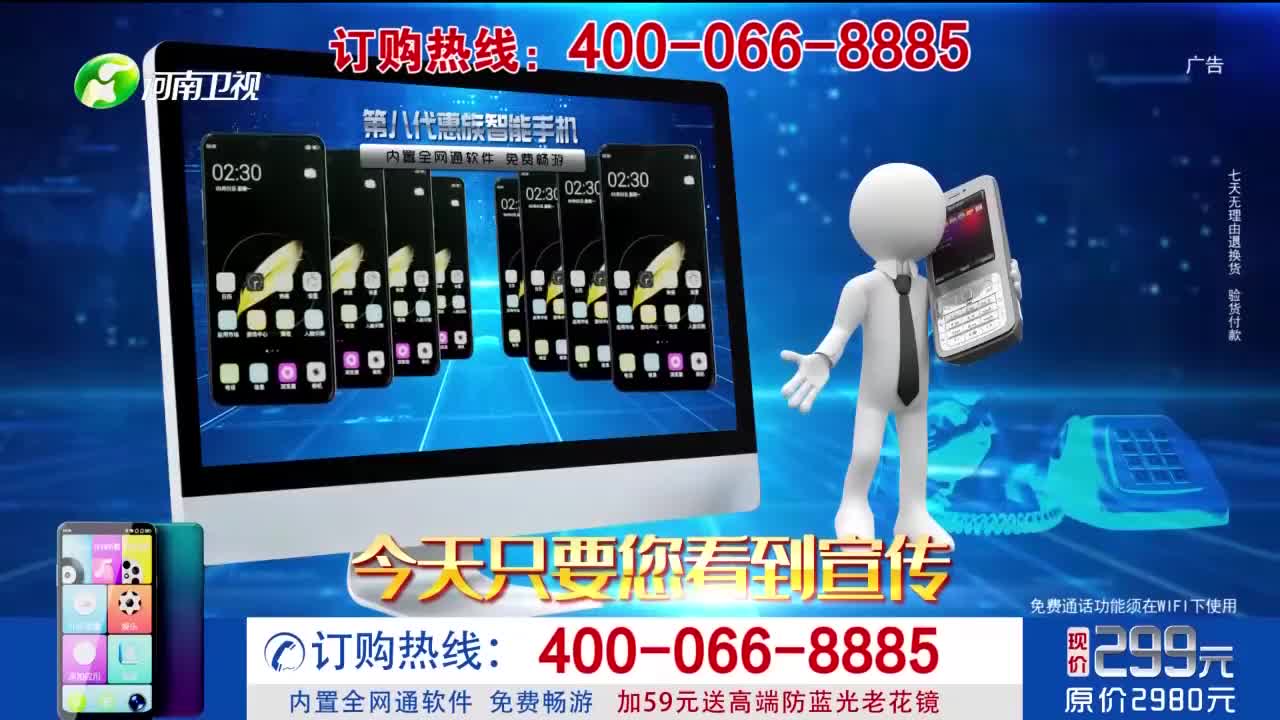 订购热线：400-066-8885
广告
河南卫视
第八代惠族智能手机
内置全网通软件 免费畅游
02:30
02:30
02:30
02:30
七天无理由退换货 验货付款
今天只要您看到宣传
免费通话功能须在WIFI下使用
订购热线：400-066-8885
现价299元
原价2980元
内置全网通软件 免费畅游 加59元送高端防蓝光老花镜